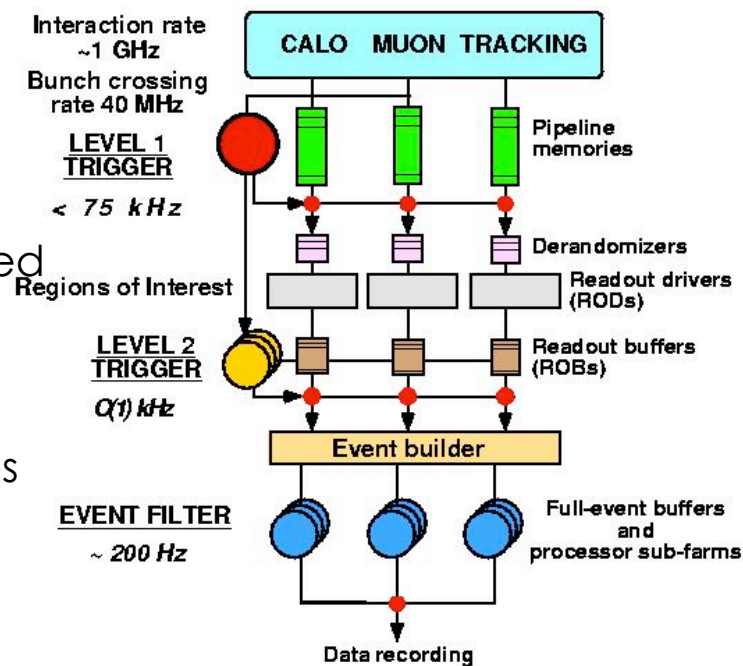 Interaction rate
~1 GHz
CALO MUON TRACKING
Bunch crossing
rate 40 MHz
LEVEL 1
TRIGGER
< 75 kHz
Pipeline
memories
Derandomizers
ed
Regions of Interest
Readout drivers
(RODs)
LEVEL 2
TRIGGER
O(1) kHz
Readout buffers
(ROBs)
Event builder
s
EVENT FILTER
~ 200 Hz
Full-event buffers
and
processor sub-farms
Data recording